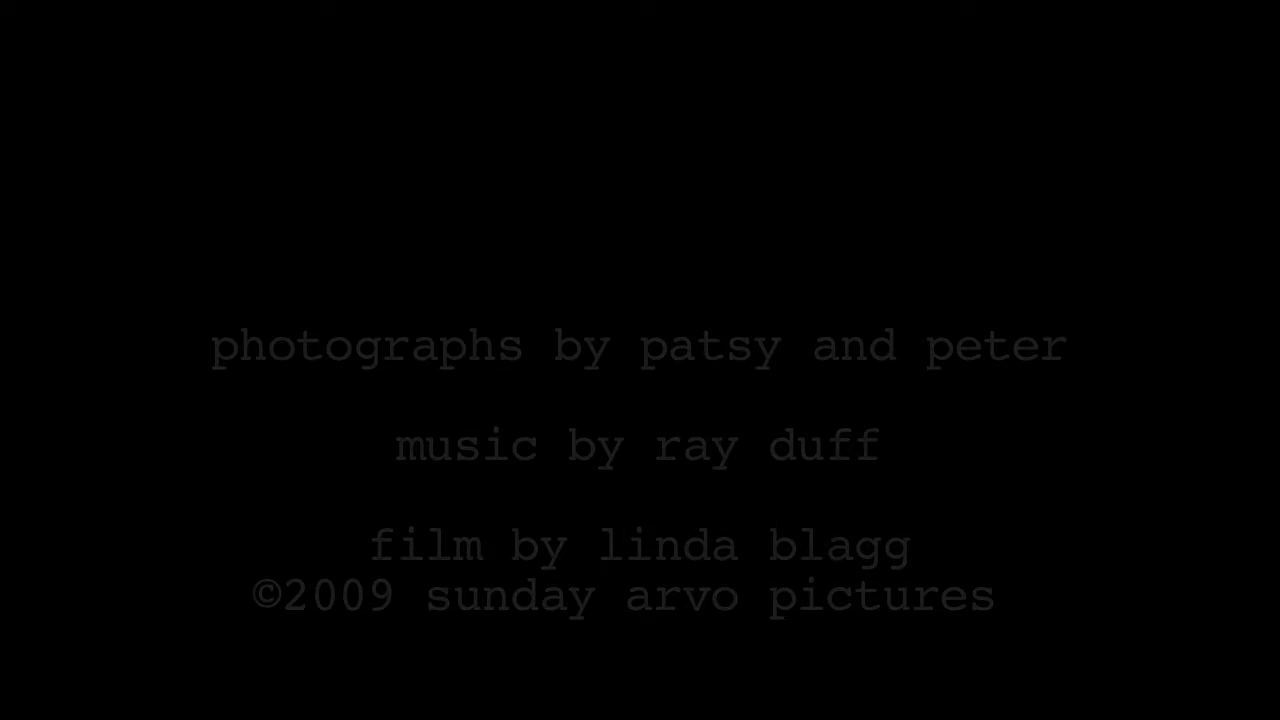 photographs by patsy and peter
music by ray duff
film by linda blagg
©2009 sunday arvo pictures